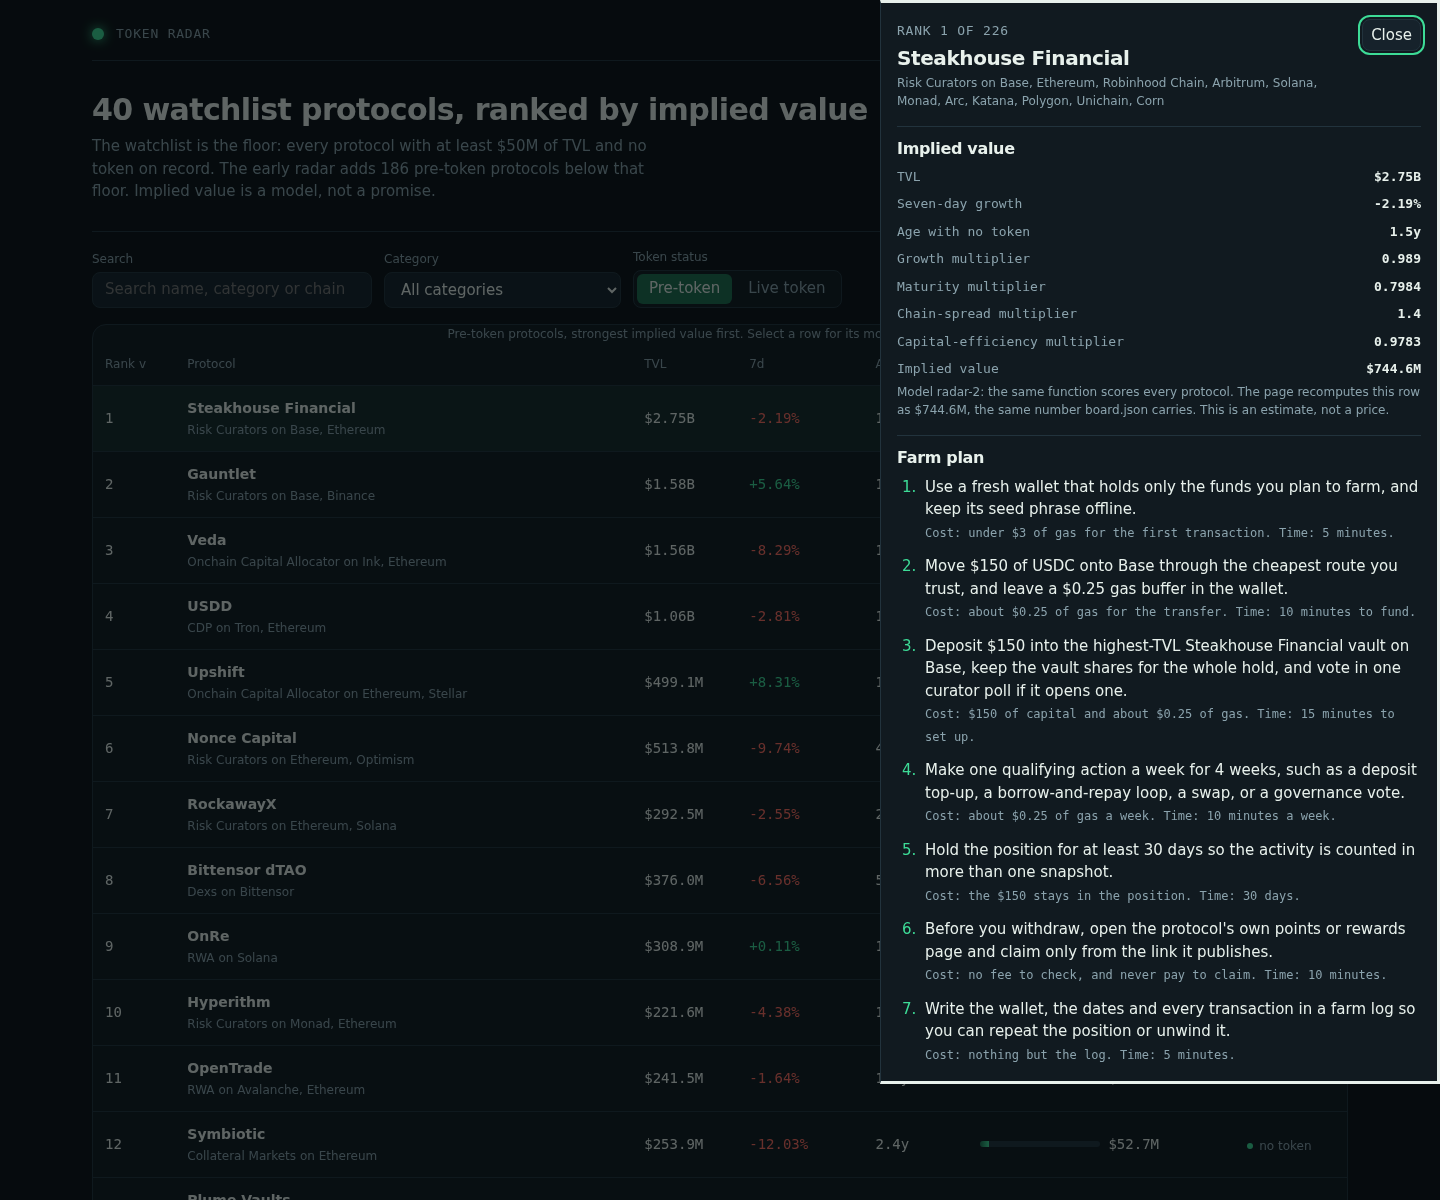 TOKEN RADAR
40 watchlist protocols, ranked by implied value
The watchlist is the floor: every protocol with at least $50M of TVL and no
token on record. The early radar adds 186 pre-token protocols below that
floor. Implied value is a model, not a promise.
Search
Category
Token status
Search name, category or chain
All categories
Pre-token
Live token
Pre-token protocols, strongest implied value first. Select a row for its
Rank v Protocol TVL 7d
1 Steakhouse Financial $2.75B -2.19%
Risk Curators on Base, Ethereum
2 Gauntlet $1.58B +5.64%
Risk Curators on Base, Binance
3 Veda $1.56B -8.29%
Onchain Capital Allocator on Ink, Ethereum
4 USDD $1.06B -2.81%
CDP on Tron, Ethereum
5 Upshift $499.1M +8.31%
Onchain Capital Allocator on Ethereum, Stellar
6 Nonce Capital $513.8M -9.74%
Risk Curators on Ethereum, Optimism
7 RockawayX $292.5M -2.55%
Risk Curators on Ethereum, Solana
8 Bittensor dTAO $376.0M -6.56%
Dexs on Bittensor
9 OnRe $308.9M +0.11%
RWA on Solana
10 Hyperithm $221.6M -4.38%
Risk Curators on Monad, Ethereum
11 OpenTrade $241.5M -1.64%
RWA on Avalanche, Ethereum
12 Symbiotic $253.9M -12.03% 2.4y $52.7M no token
Collateral Markets on Ethereum
Plume Vaults
RANK 1 OF 226
Close
Steakhouse Financial
Risk Curators on Base, Ethereum, Robinhood Chain, Arbitrum, Solana,
Monad, Arc, Katana, Polygon, Unichain, Corn
Implied value
TVL $2.75B
Seven-day growth -2.19%
Age with no token 1.5y
Growth multiplier 0.989
Maturity multiplier 0.7984
Chain-spread multiplier 1.4
Capital-efficiency multiplier 0.9783
Implied value $744.6M
Model radar-2: the same function scores every protocol. The page recomputes this row
as $744.6M, the same number board.json carries. This is an estimate, not a price.
Farm plan
1. Use a fresh wallet that holds only the funds you plan to farm, and
keep its seed phrase offline.
Cost: under $3 of gas for the first transaction. Time: 5 minutes.
2. Move $150 of USDC onto Base through the cheapest route you
trust, and leave a $0.25 gas buffer in the wallet.
Cost: about $0.25 of gas for the transfer. Time: 10 minutes to fund.
3. Deposit $150 into the highest-TVL Steakhouse Financial vault on
Base, keep the vault shares for the whole hold, and vote in one
curator poll if it opens one.
Cost: $150 of capital and about $0.25 of gas. Time: 15 minutes to
set up.
4. Make one qualifying action a week for 4 weeks, such as a deposit
top-up, a borrow-and-repay loop, a swap, or a governance vote.
Cost: about $0.25 of gas a week. Time: 10 minutes a week.
5. Hold the position for at least 30 days so the activity is counted in
more than one snapshot.
Cost: the $150 stays in the position. Time: 30 days.
6. Before you withdraw, open the protocol's own points or rewards
page and claim only from the link it publishes.
Cost: no fee to check, and never pay to claim. Time: 10 minutes.
7. Write the wallet, the dates and every transaction in a farm log so
you can repeat the position or unwind it.
Cost: nothing but the log. Time: 5 minutes.